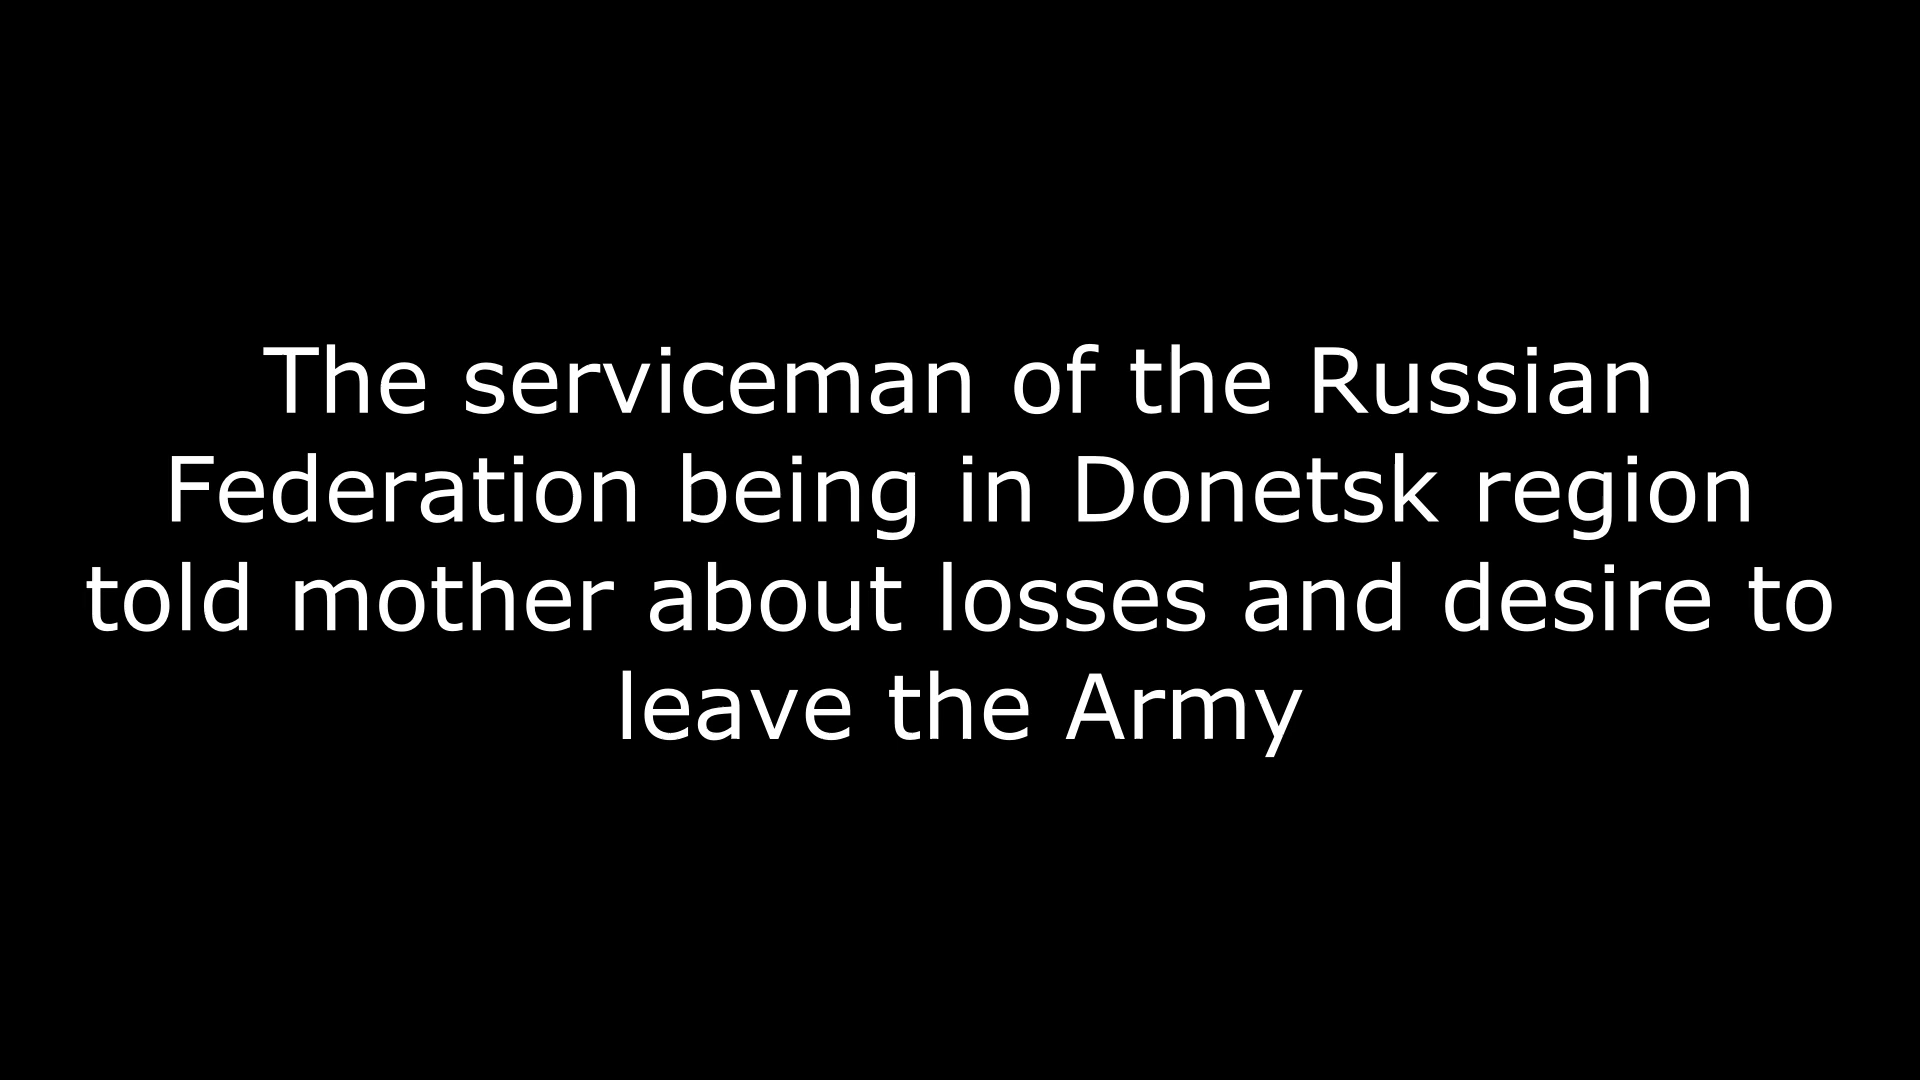 The serviceman of the Russian
Federation being in Donetsk region
told mother about losses and desire to
leave the Army